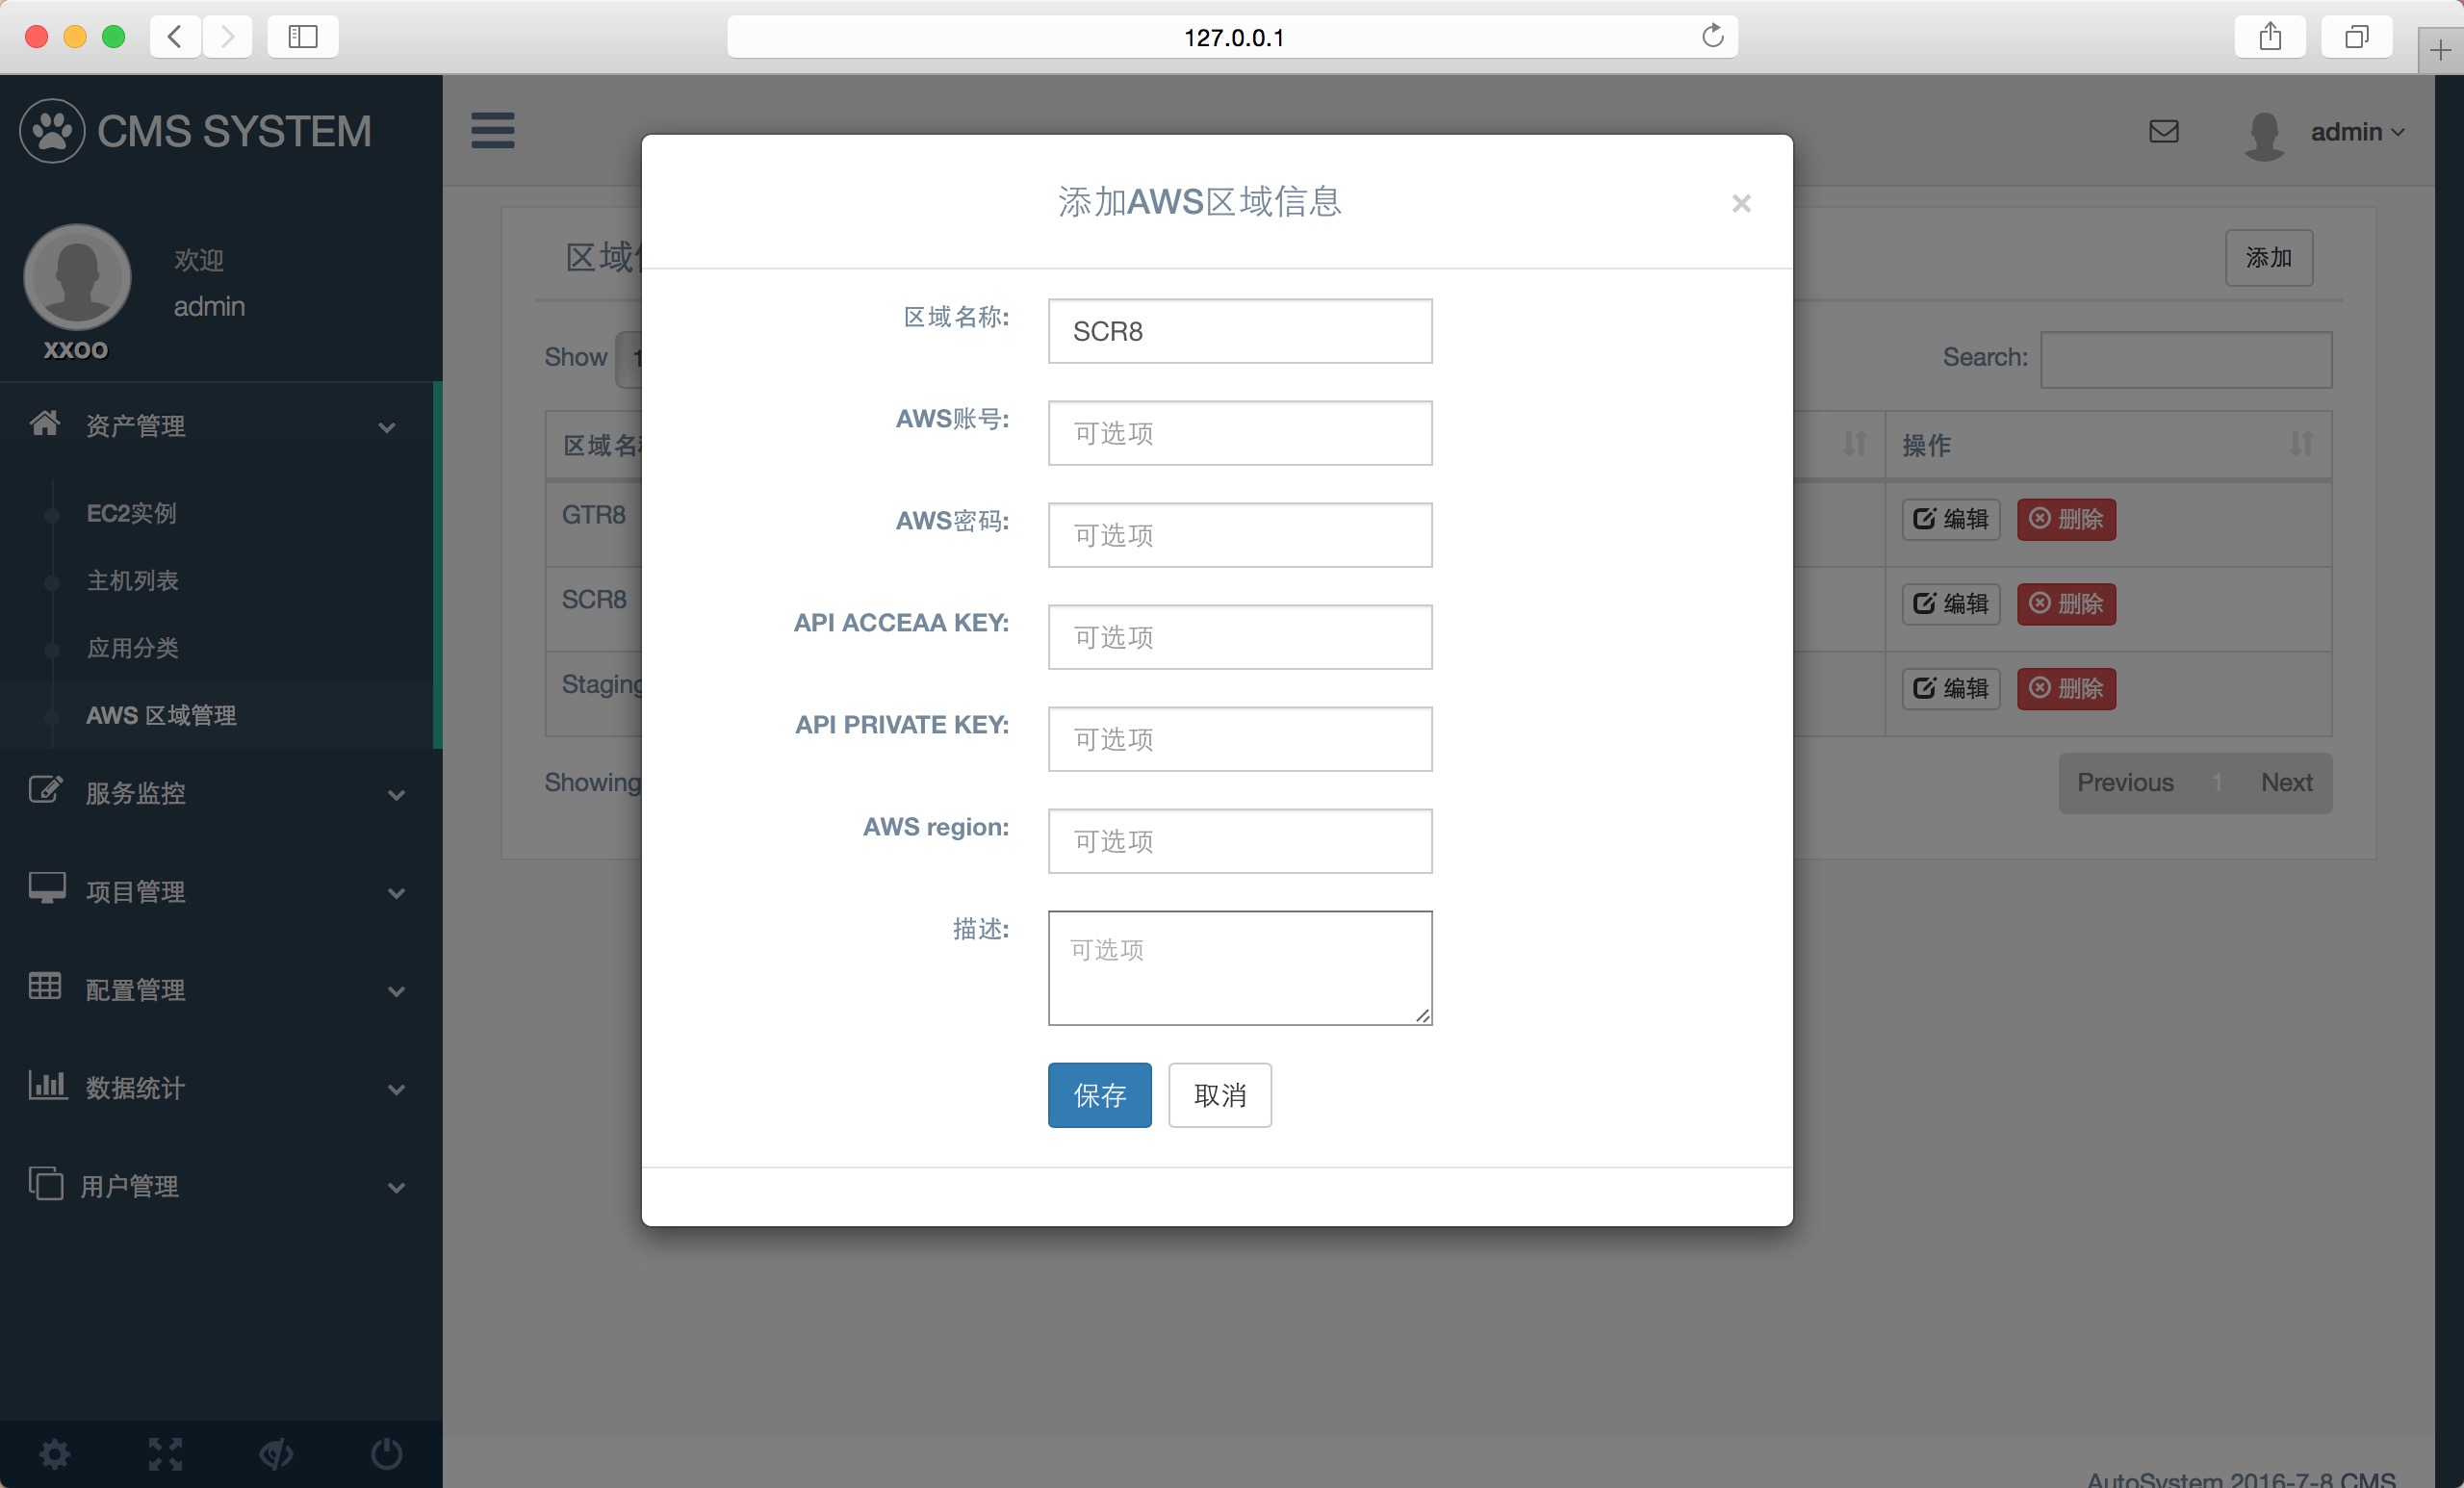 127.0.0.1
CMS SYSTEM
欢迎
admin
xxoo
资产管理
EC2实例
主机列表
应用分类
AWS 区域管理
服务监控
项目管理
配置管理
数据统计
用户管理
admin
添加AWS区域信息
×
区域名称:
SCR8
AWS账号:
可选项
AWS密码:
可选项
API ACCEAA KEY:
可选项
API PRIVATE KEY:
可选项
AWS region:
可选项
描述:
可选项
保存
取消
区域
添加
Show
Search:
区域名
操作
GTR8
编辑
删除
SCR8
编辑
删除
Staging
编辑
删除
Showing
Previous
1
Next
AutoSystem 2016-7-8 CMS